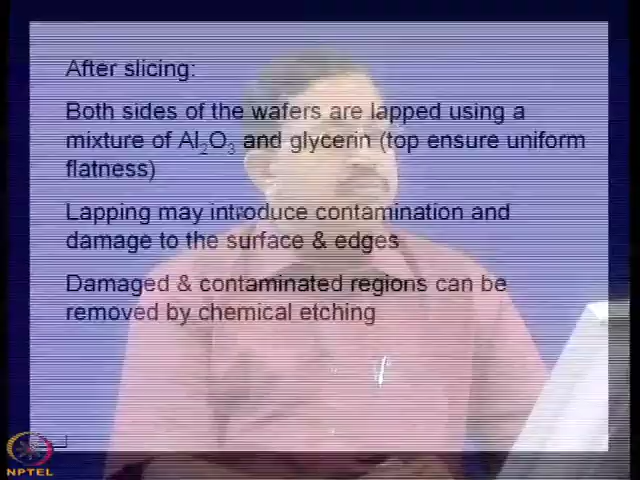 After slicing:
Both sides of the wafers are lapped using a
mixture of Al₂O₃ and glycerin (top ensure uniform
flatness)
Lapping may introduce contamination and
damage to the surface & edges
Damaged & contaminated regions can be
removed by chemical etching
NPTEL